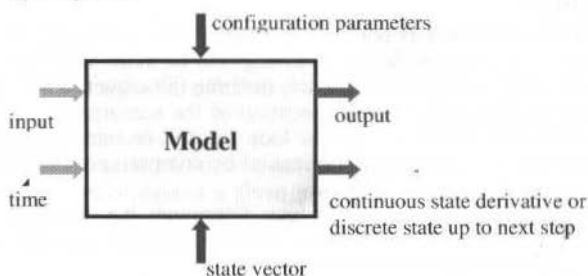 configuration parameters
input
output
Model
time
continuous state derivative or
discrete state up to next step
state vector